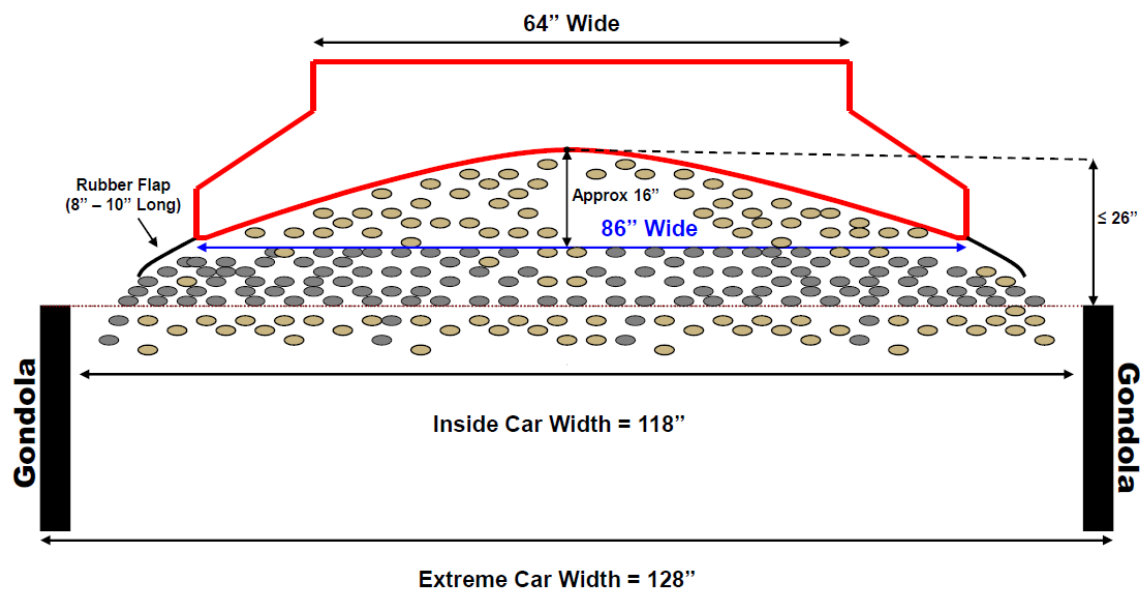 64” Wide
Rubber Flap
(8” – 10” Long)
Approx 16”
86” Wide
≤ 26”
Gondola
Gondola
Inside Car Width = 118”
Extreme Car Width = 128”